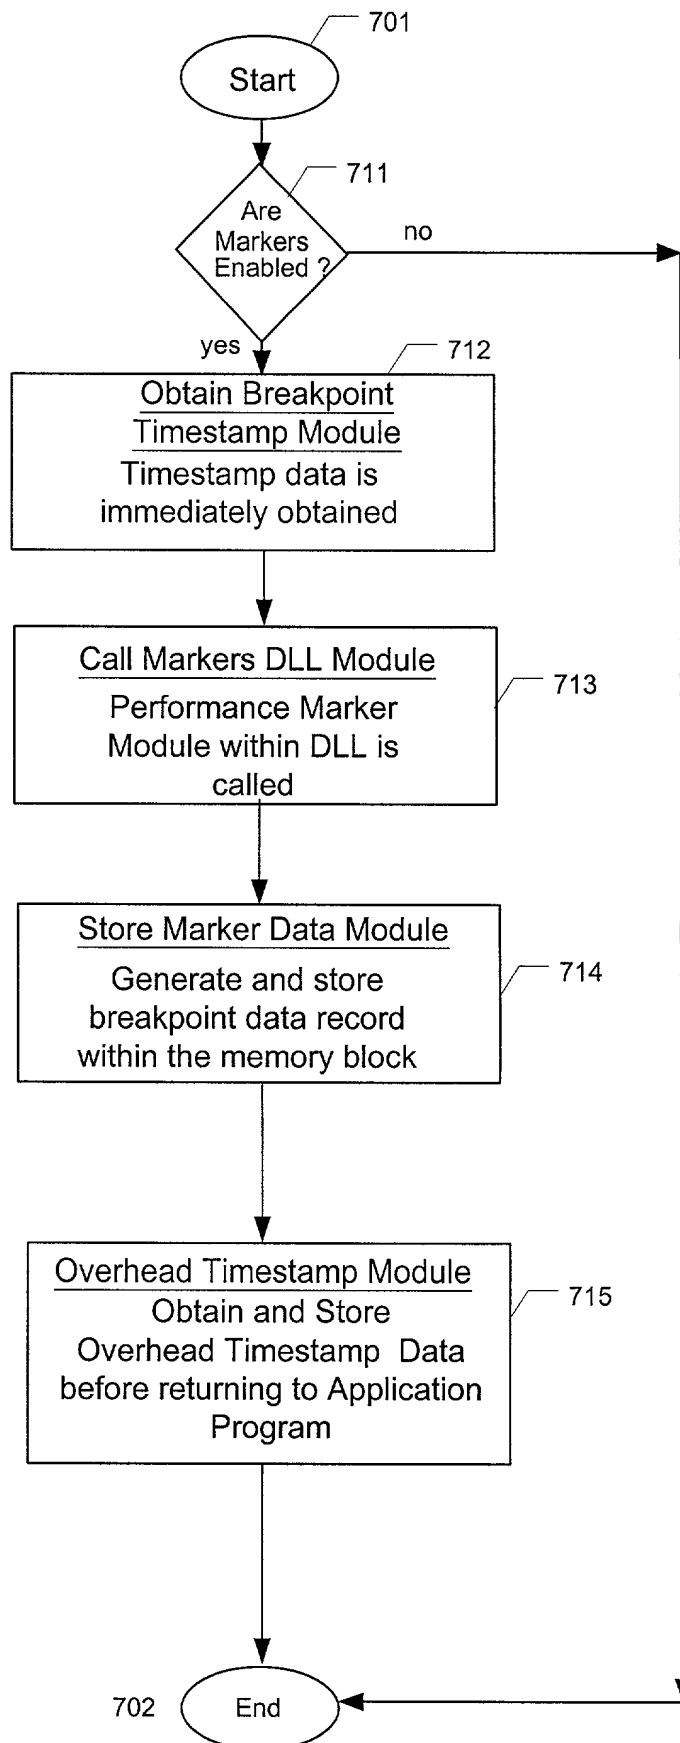 701
Start
711
Are
Markers
Enabled ?
no
yes
712
Obtain Breakpoint
Timestamp Module
Timestamp data is
immediately obtained
Call Markers DLL Module
713
Performance Marker
Module within DLL is
called
Store Marker Data Module
714
Generate and store
breakpoint data record
within the memory block
Overhead Timestamp Module
715
Obtain and Store
Overhead Timestamp Data
before returning to Application
Program
702
End